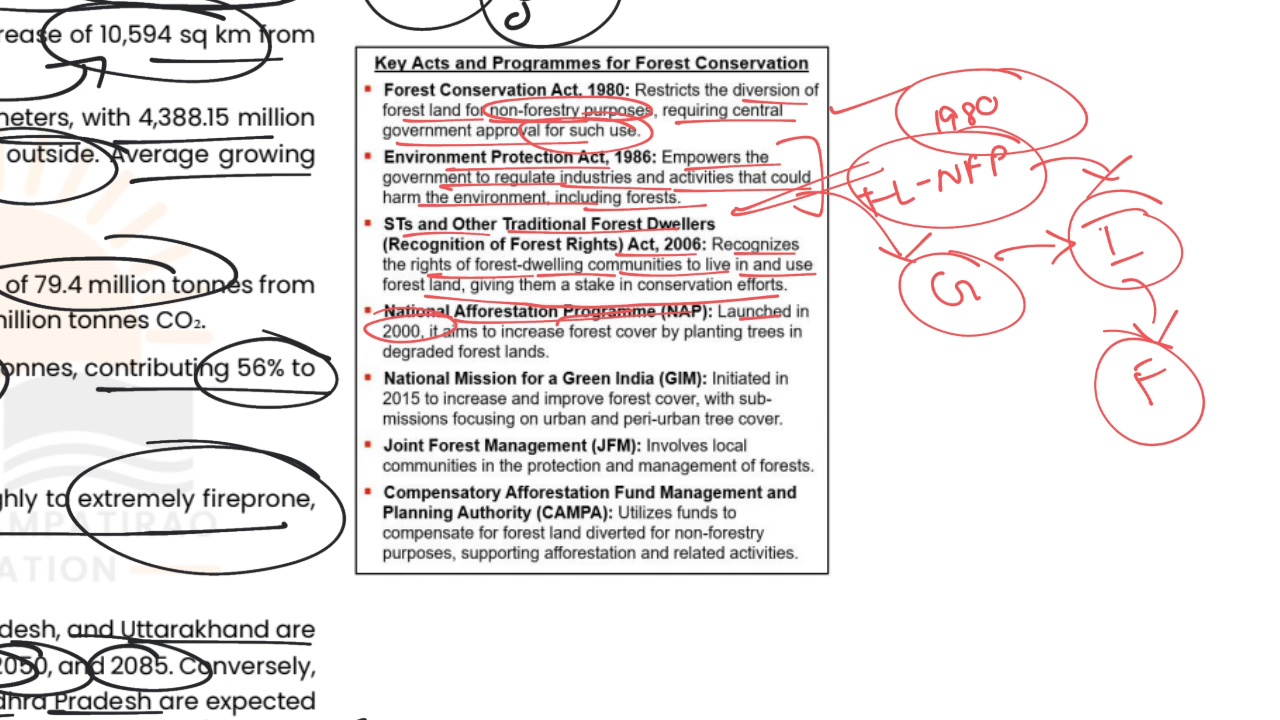 rease of 10,594 sq km from
neters, with 4,388.15 million
outside. Average growing
of 79.4 million tonnes from
nillion tonnes CO₂.
onnes, contributing 56% to
ghly to extremely fireprone,
MPATIRAO
ATION
desh, and Uttarakhand are
2050, and 2085. Conversely,
dhra Pradesh are expected
Key Acts and Programmes for Forest Conservation
▪ Forest Conservation Act, 1980: Restricts the diversion of
forest land for non-forestry purposes, requiring central
government approval for such use.
▪ Environment Protection Act, 1986: Empowers the
government to regulate industries and activities that could
harm the environment, including forests.
▪ STs and Other Traditional Forest Dwellers
(Recognition of Forest Rights) Act, 2006: Recognizes
the rights of forest-dwelling communities to live in and use
forest land, giving them a stake in conservation efforts.
▪ National Afforestation Programme (NAP): Launched in
2000, it aims to increase forest cover by planting trees in
degraded forest lands.
▪ National Mission for a Green India (GIM): Initiated in
2015 to increase and improve forest cover, with sub-
missions focusing on urban and peri-urban tree cover.
▪ Joint Forest Management (JFM): Involves local
communities in the protection and management of forests.
▪ Compensatory Afforestation Fund Management and
Planning Authority (CAMPA): Utilizes funds to
compensate for forest land diverted for non-forestry
purposes, supporting afforestation and related activities.
1980
FL-NFP
G
I
F